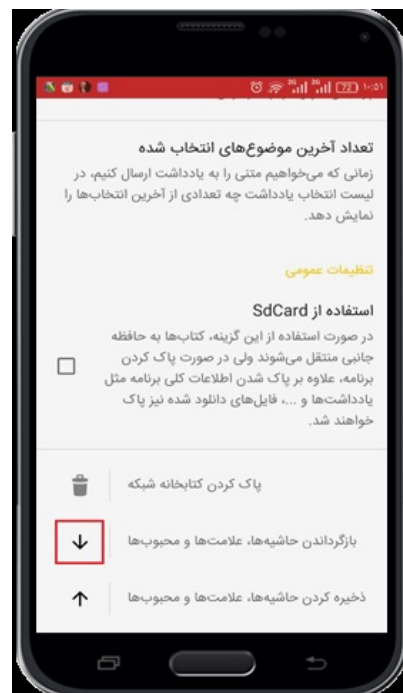 72 ۱۰:۵۱
تعداد آخرین موضوع‌های انتخاب شده
زمانی که می‌خواهیم متنی را به یادداشت ارسال کنیم، در
لیست انتخاب یادداشت چه تعدادی از آخرین انتخاب‌ها را
نمایش دهد.
تنظیمات عمومی
استفاده از SdCard
در صورت استفاده از این گزینه، کتاب‌ها به حافظه
جانبی منتقل می‌شوند ولی در صورت پاک کردن
برنامه، علاوه بر پاک شدن اطلاعات کلی برنامه مثل
یادداشت‌ها و ...، فایل‌های دانلود شده نیز پاک
خواهند شد.
پاک کردن کتابخانه شبکه
بازگرداندن حاشیه‌ها، علامت‌ها و محبوب‌ها
ذخیره کردن حاشیه‌ها، علامت‌ها و محبوب‌ها